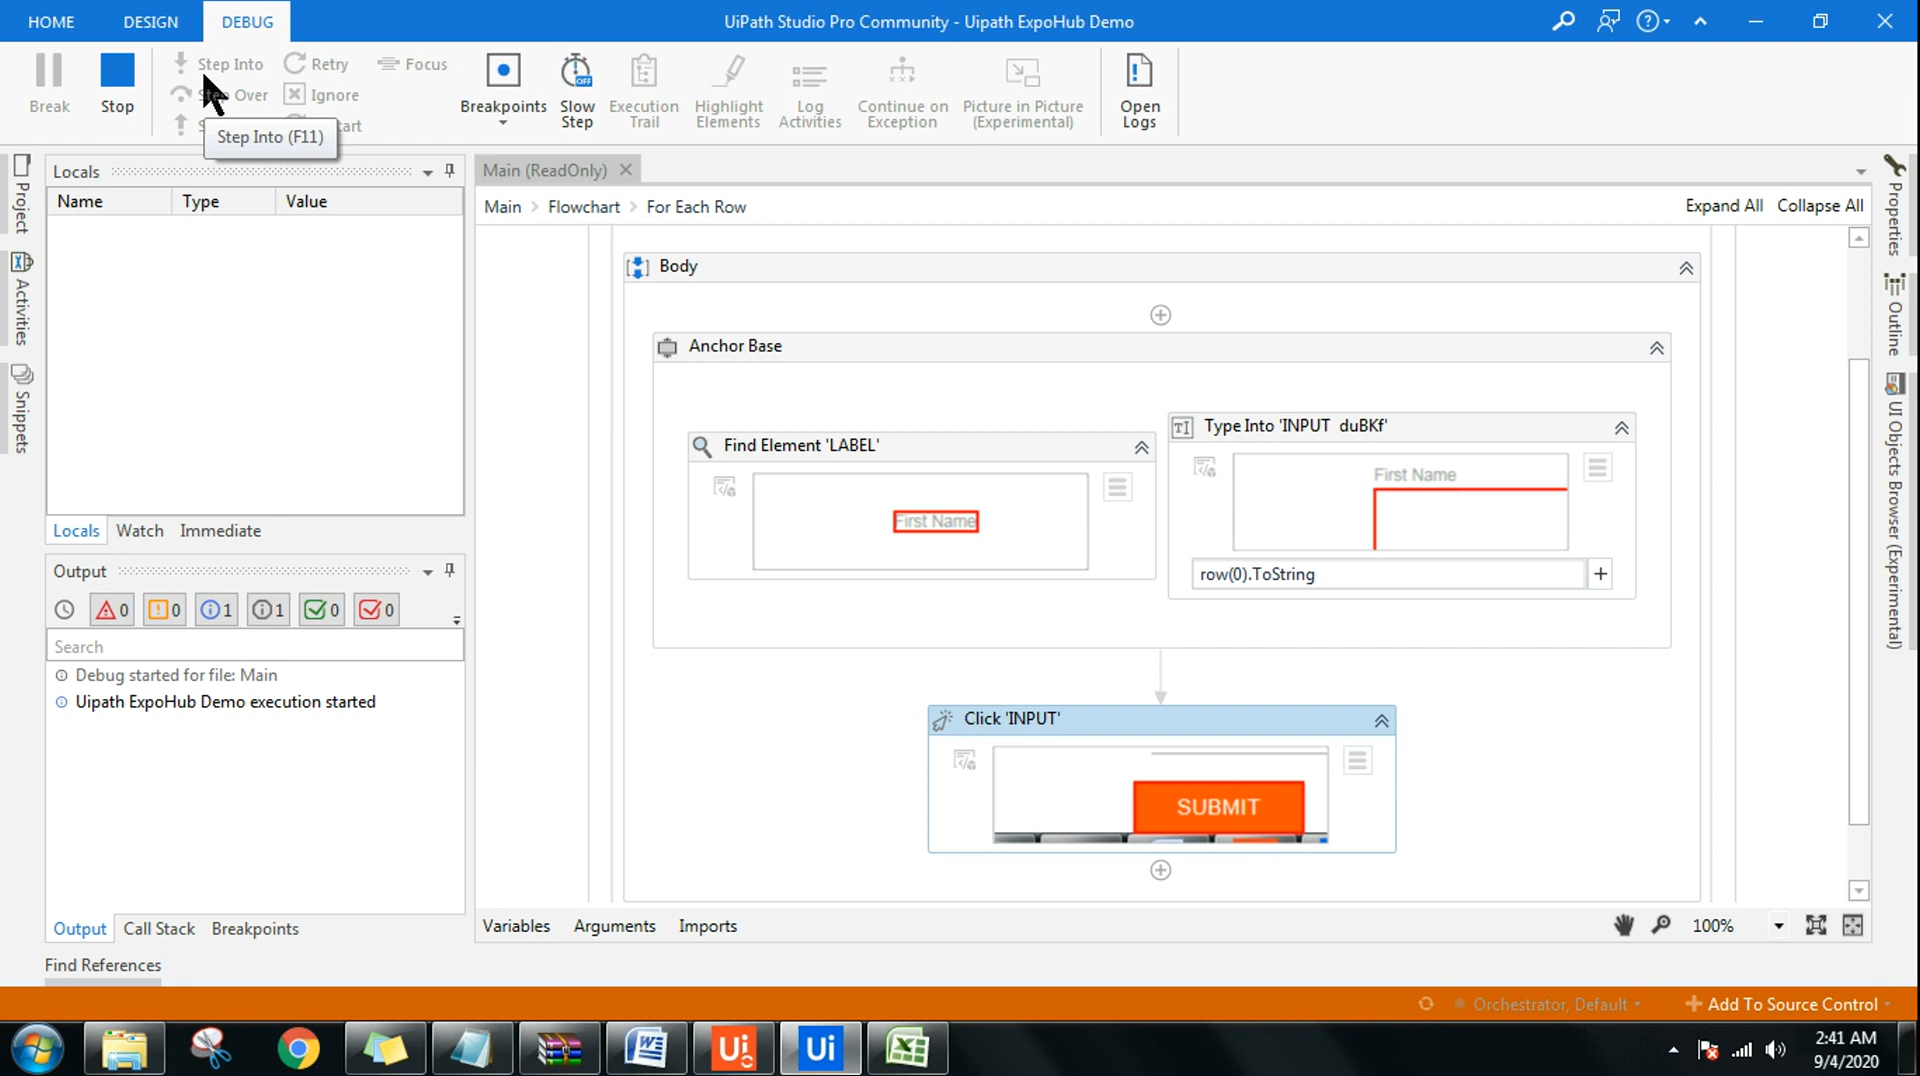 HOME DESIGN DEBUG UiPath Studio Pro Community - Uipath ExpoHub Demo
Break
Stop
Step Into
Over
Retry
Ignore
tart
Focus
Step Into (F11)
Breakpoints
Slow
Step
Execution
Trail
Highlight
Elements
Log
Activities
Continue on
Exception
Picture in Picture
(Experimental)
Open
Logs
Project
Activities
Snippets
Locals
Name Type Value
Locals Watch Immediate
Output
0 0 1 1 0 0
Search
Debug started for file: Main
Uipath ExpoHub Demo execution started
Output Call Stack Breakpoints
Find References
Main (ReadOnly)
Main > Flowchart > For Each Row
Expand All Collapse All
Body
Anchor Base
Find Element 'LABEL'
First Name
Type Into 'INPUT duBKf'
First Name
row(0).ToString
Click 'INPUT'
SUBMIT
Variables Arguments Imports
100%
Properties
Outline
UI Objects Browser (Experimental)
Orchestrator, Default
Add To Source Control
Ui
Ui
2:41 AM
9/4/2020